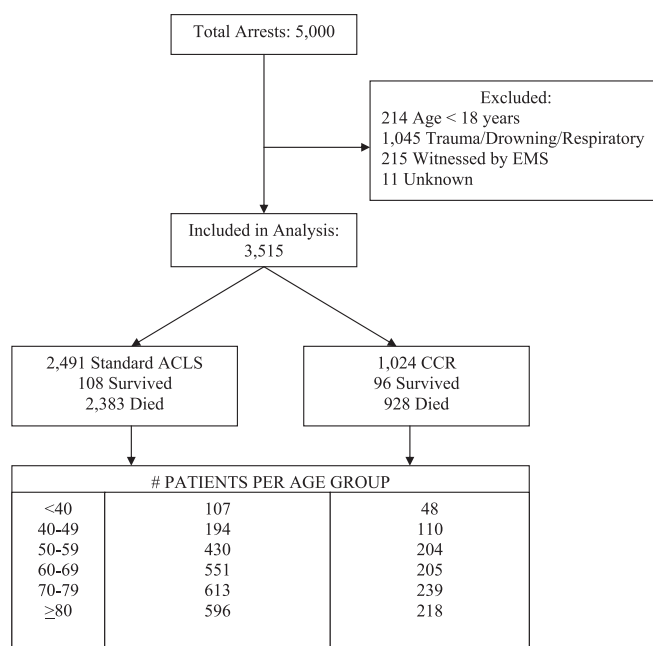 Total Arrests: 5,000
Excluded:
214 Age < 18 years
1,045 Trauma/Drowning/Respiratory
215 Witnessed by EMS
11 Unknown
Included in Analysis:
3,515
2,491 Standard ACLS
108 Survived
2,383 Died
1,024 CCR
96 Survived
928 Died
# PATIENTS PER AGE GROUP
<40 107 48
40-49 194 110
50-59 430 204
60-69 551 205
70-79 613 239
≥80 596 218